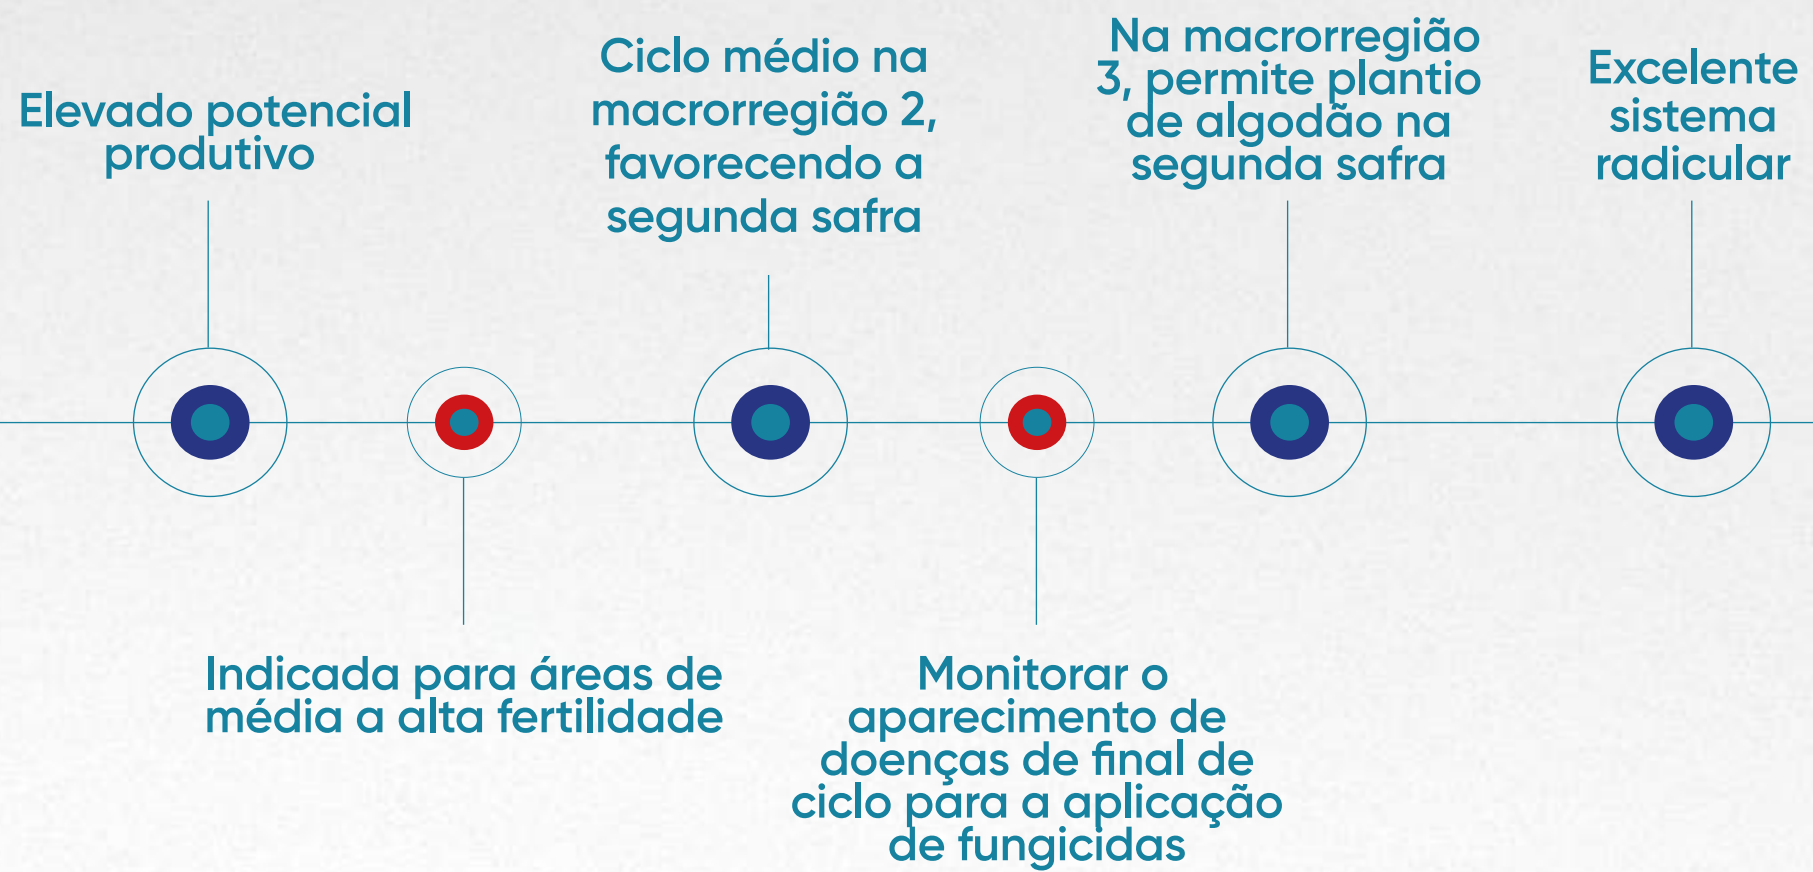 Elevado potencial
produtivo
Ciclo médio na
macrorregião 2,
favorecendo a
segunda safra
Na macrorregião
3, permite plantio
de algodão na
segunda safra
Excelente
sistema
radicular
Indicada para áreas de
média a alta fertilidade
Monitorar o
aparecimento de
doenças de final de
ciclo para a aplicação
de fungicidas